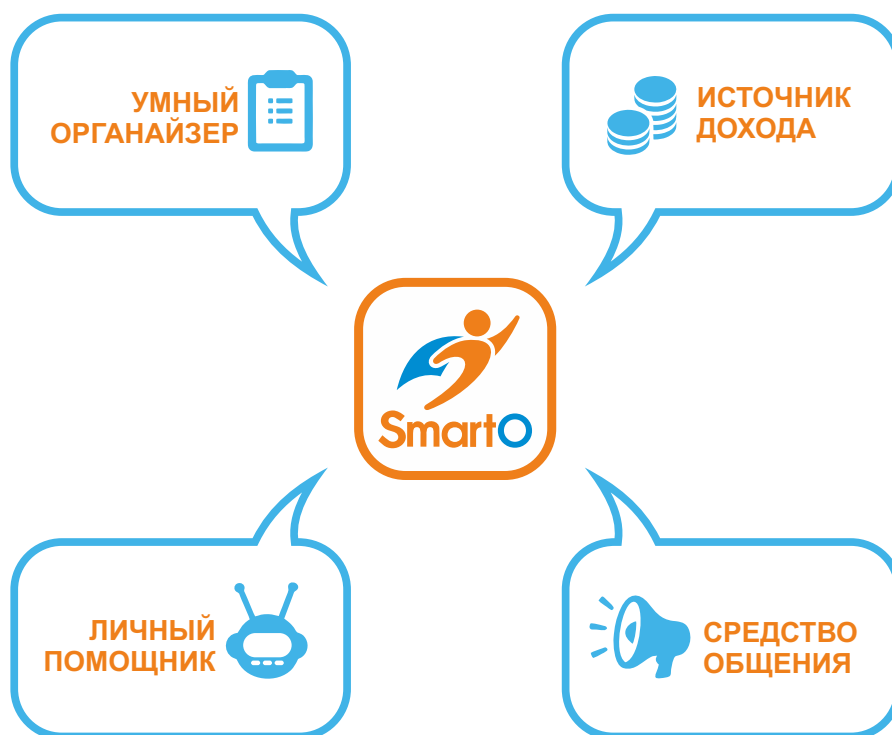 УМНЫЙ
ОРГАНАЙЗЕР
ИСТОЧНИК
ДОХОДА
SmartO
ЛИЧНЫЙ
ПОМОЩНИК
СРЕДСТВО
ОБЩЕНИЯ